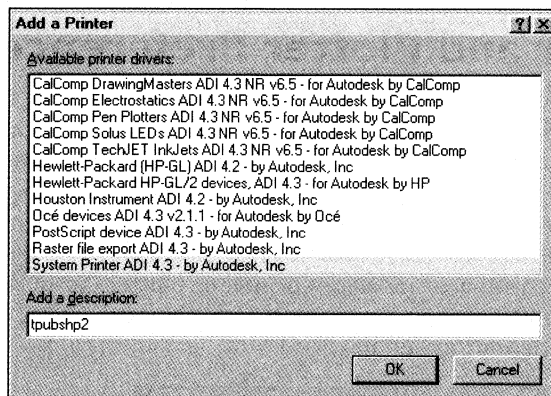 Add a Printer
Available printer drivers:
CalComp DrawingMasters ADI 4.3 NR v6.5 - for Autodesk by CalComp
CalComp Electrostatics ADI 4.3 NR v6.5 - for Autodesk by CalComp
CalComp Pen Plotters ADI 4.3 NR v6.5 - for Autodesk by CalComp
CalComp Solus LEDs ADI 4.3 NR v6.5 - for Autodesk by CalComp
CalComp TechJET InkJets ADI 4.3 NR v6.5 - for Autodesk by CalComp
Hewlett-Packard (HP-GL) ADI 4.2 - by Autodesk, Inc
Hewlett-Packard HP-GL/2 devices, ADI 4.3 - for Autodesk by HP
Houston Instrument ADI 4.2 - by Autodesk, Inc
Océ devices ADI 4.3 v2.1.1 - for Autodesk by Océ
PostScript device ADI 4.3 - by Autodesk, Inc
Raster file export ADI 4.3 - by Autodesk, Inc
System Printer ADI 4.3 - by Autodesk, Inc
Add a description:
tpubshp2
OK Cancel